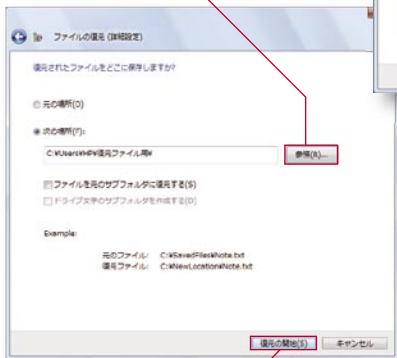 ファイルの復元 (詳細設定)
復元されたファイルをどこに保存しますか?
元の場所(O)
次の場所(F):
C:¥Users¥HP¥復元ファイル用¥
参照(R)...
ファイルを元のサブフォルダに復元する(S)
ドライブ文字のサブフォルダを作成する(D)
Example:
元のファイル: C:¥SavedFiles¥Note.txt
復元ファイル: C:¥NewLocation¥Note.txt
復元の開始(S)
キャンセル